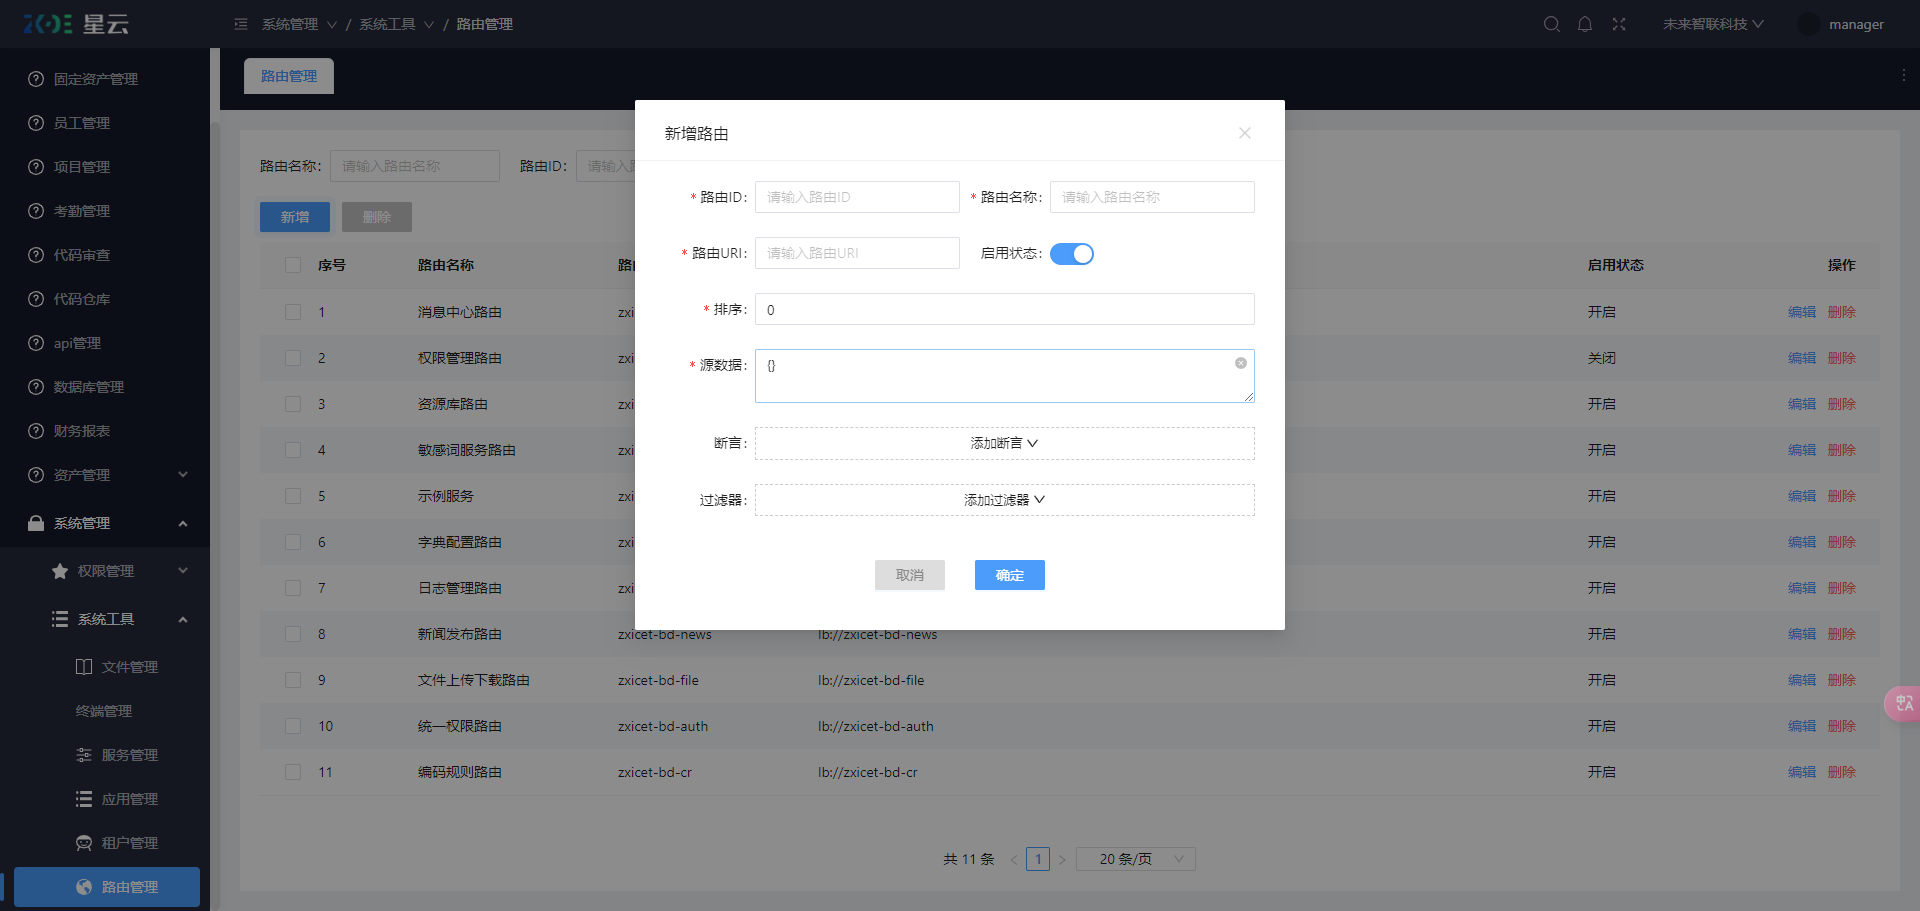 星云
系统管理 / 系统工具 / 路由管理
未来智联科技
manager
固定资产管理
员工管理
项目管理
考勤管理
代码审查
代码仓库
api管理
数据库管理
财务报表
资产管理
系统管理
权限管理
系统工具
文件管理
终端管理
服务管理
应用管理
租户管理
路由管理
路由管理
路由名称: 请输入路由名称 路由ID: 请输入
新增 删除
序号 路由名称 启用状态 操作
1 消息中心路由 zxi 开启 编辑 删除
2 权限管理路由 zxi 关闭 编辑 删除
3 资源库路由 zxi 开启 编辑 删除
4 敏感词服务路由 zxi 开启 编辑 删除
5 示例服务 zxi 开启 编辑 删除
6 字典配置路由 zxi 开启 编辑 删除
7 日志管理路由 zxi 开启 编辑 删除
8 新闻发布路由 zxicet-bd-news lb://zxicet-bd-news 开启 编辑 删除
9 文件上传下载路由 zxicet-bd-file lb://zxicet-bd-file 开启 编辑 删除
10 统一权限路由 zxicet-bd-auth lb://zxicet-bd-auth 开启 编辑 删除
11 编码规则路由 zxicet-bd-cr lb://zxicet-bd-cr 开启 编辑 删除
共 11 条 < 1 > 20 条/页
新增路由
* 路由ID: 请输入路由ID * 路由名称: 请输入路由名称
* 路由URI: 请输入路由URI 启用状态:
* 排序: 0
* 源数据: {}
断言: 添加断言
过滤器: 添加过滤器
取消 确定